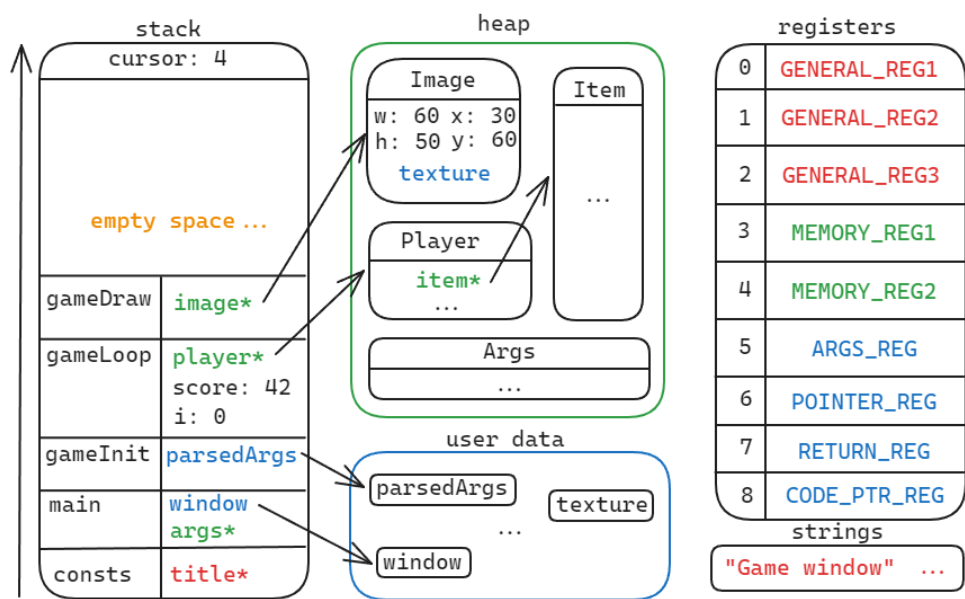 stack
cursor: 4
empty space ...
gameDraw image*
gameLoop player*
score: 42
i: 0
gameInit parsedArgs
main window
args*
consts title*
heap
Image
w: 60 x: 30
h: 50 y: 60
texture
Item
...
Player
item*
...
Args
...
user data
parsedArgs
texture
...
window
registers
0 GENERAL_REG1
1 GENERAL_REG2
2 GENERAL_REG3
3 MEMORY_REG1
4 MEMORY_REG2
5 ARGS_REG
6 POINTER_REG
7 RETURN_REG
8 CODE_PTR_REG
strings
"Game window" ...